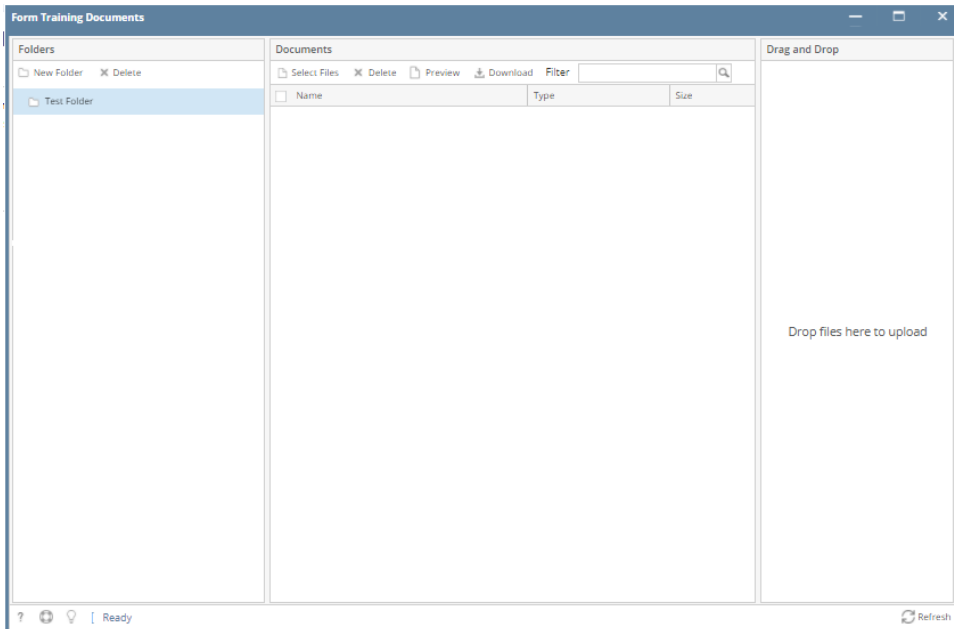 Form Training Documents
Folders
Documents
Drag and Drop
New Folder Delete
Select Files Delete Preview Download Filter
Name Type Size
Test Folder
Drop files here to upload
? [ Ready
Refresh